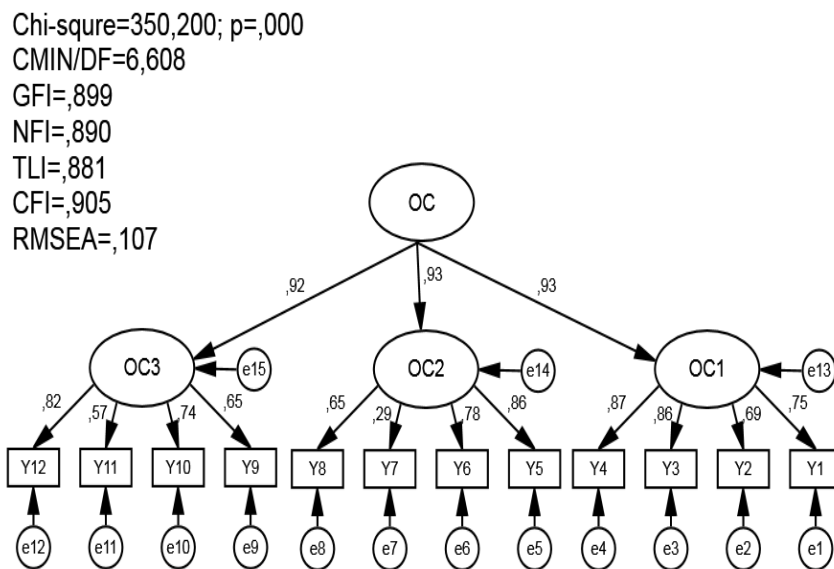 Chi-squre=350,200; p=,000
CMIN/DF=6,608
GFI=,899
NFI=,890
TLI=,881
CFI=,905
RMSEA=,107
OC
,92
,93
,93
OC3
e15
OC2
e14
OC1
e13
,82
,57
,74
,65
,65
,29
,78
,86
,87
,86
,69
,75
Y12
Y11
Y10
Y9
Y8
Y7
Y6
Y5
Y4
Y3
Y2
Y1
e12
e11
e10
e9
e8
e7
e6
e5
e4
e3
e2
e1